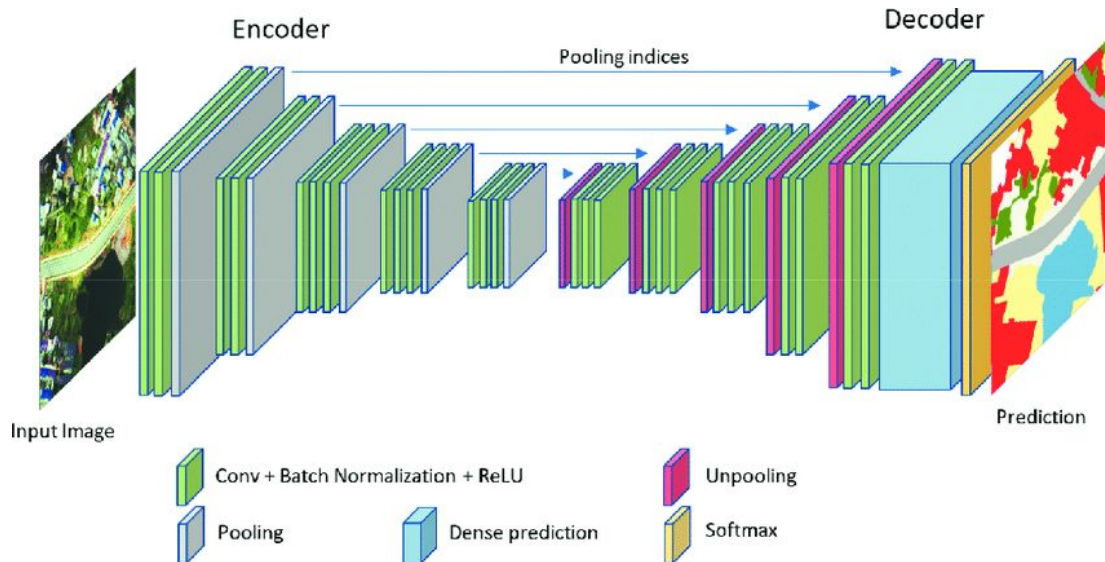 Encoder
Decoder
Pooling indices
Input Image
Prediction
Conv + Batch Normalization + ReLU
Unpooling
Pooling
Dense prediction
Softmax